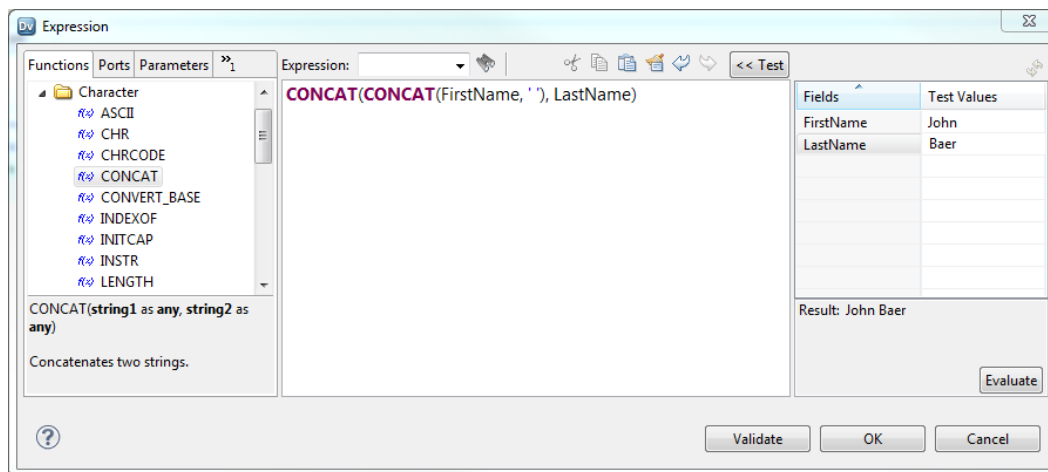 Dv Expression
Functions Ports Parameters »1
Character
f(x) ASCII
f(x) CHR
f(x) CHRCODE
f(x) CONCAT
f(x) CONVERT_BASE
f(x) INDEXOF
f(x) INITCAP
f(x) INSTR
f(x) LENGTH
CONCAT(string1 as any, string2 as
any)
Concatenates two strings.
Expression: << Test
CONCAT(CONCAT(FirstName, ' '), LastName)
Fields Test Values
FirstName John
LastName Baer
Result: John Baer
Evaluate
? Validate OK Cancel